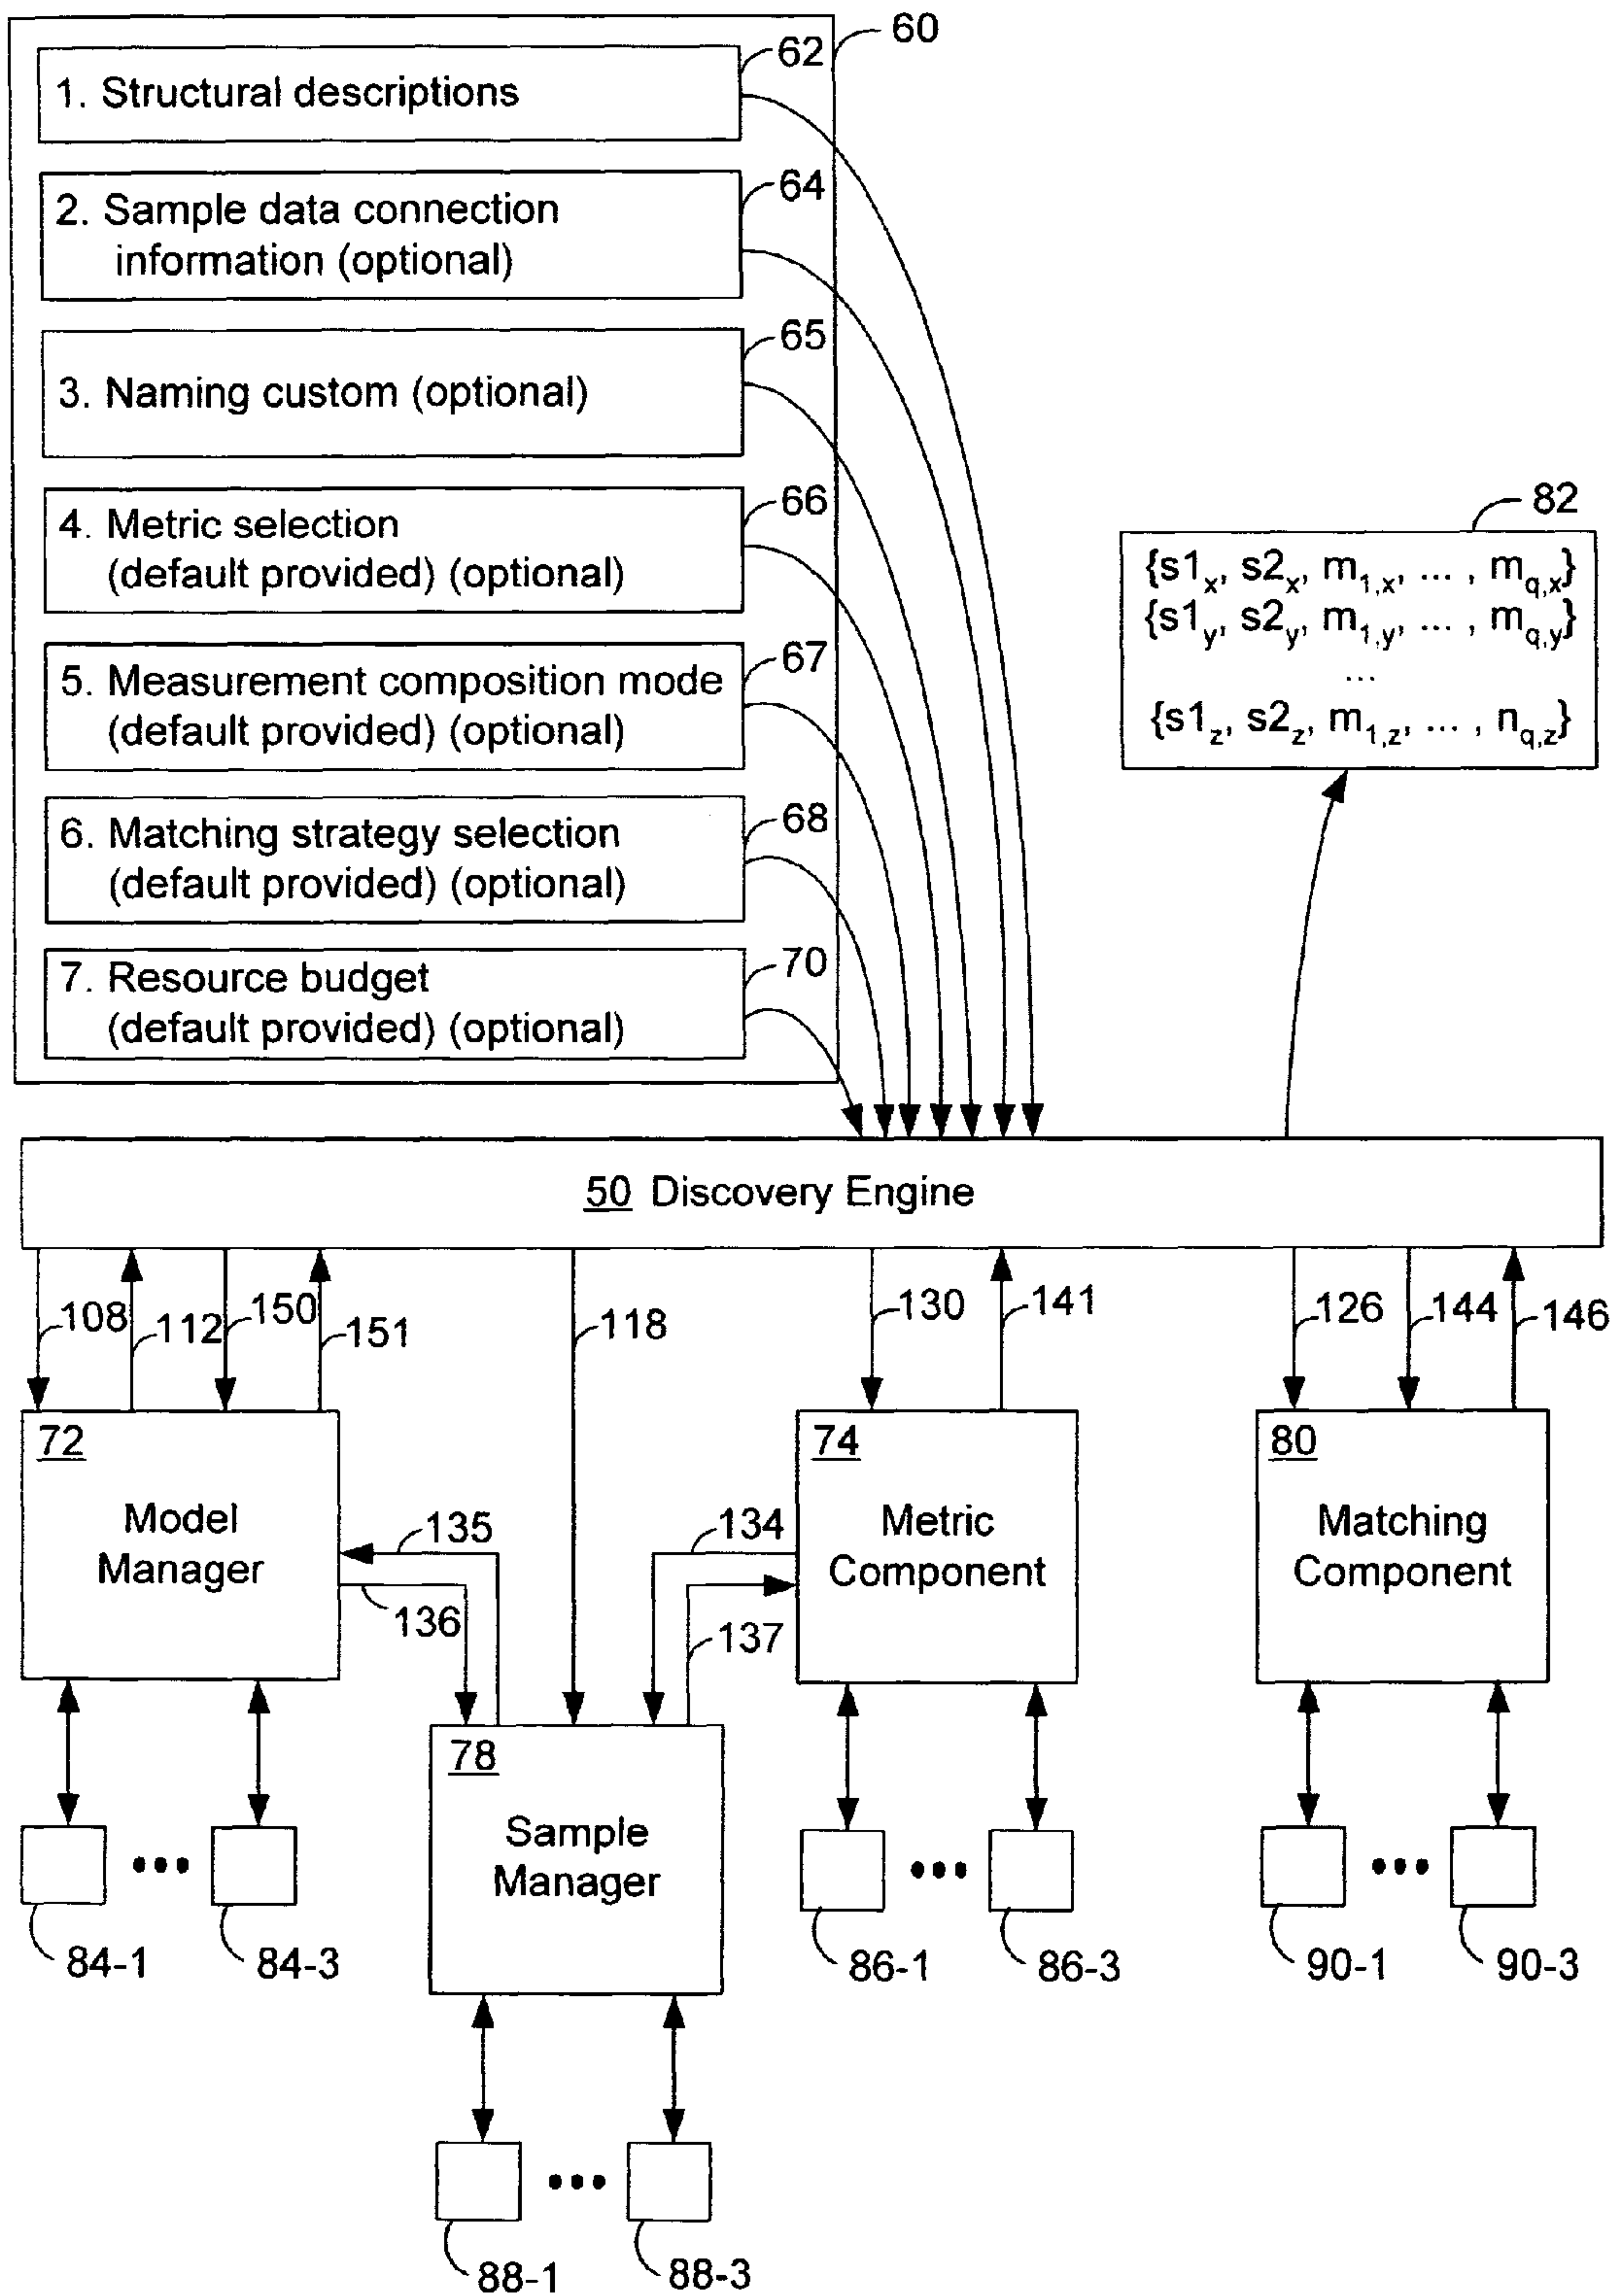 60
62
1. Structural descriptions
64
2. Sample data connection
information (optional)
65
3. Naming custom (optional)
66
4. Metric selection
(default provided) (optional)
67
5. Measurement composition mode
(default provided) (optional)
68
6. Matching strategy selection
(default provided) (optional)
70
7. Resource budget
(default provided) (optional)
82
{s1x, s2x, m1,x, ... , mq,x}
{s1y, s2y, m1,y, ... , mq,y}
...
{s1z, s2z, m1,z, ... , nq,z}
50 Discovery Engine
108
112
150
151
118
130
141
126
144
146
72
Model
Manager
135
136
134
137
74
Metric
Component
80
Matching
Component
78
Sample
Manager
84-1
84-3
86-1
86-3
90-1
90-3
88-1
88-3